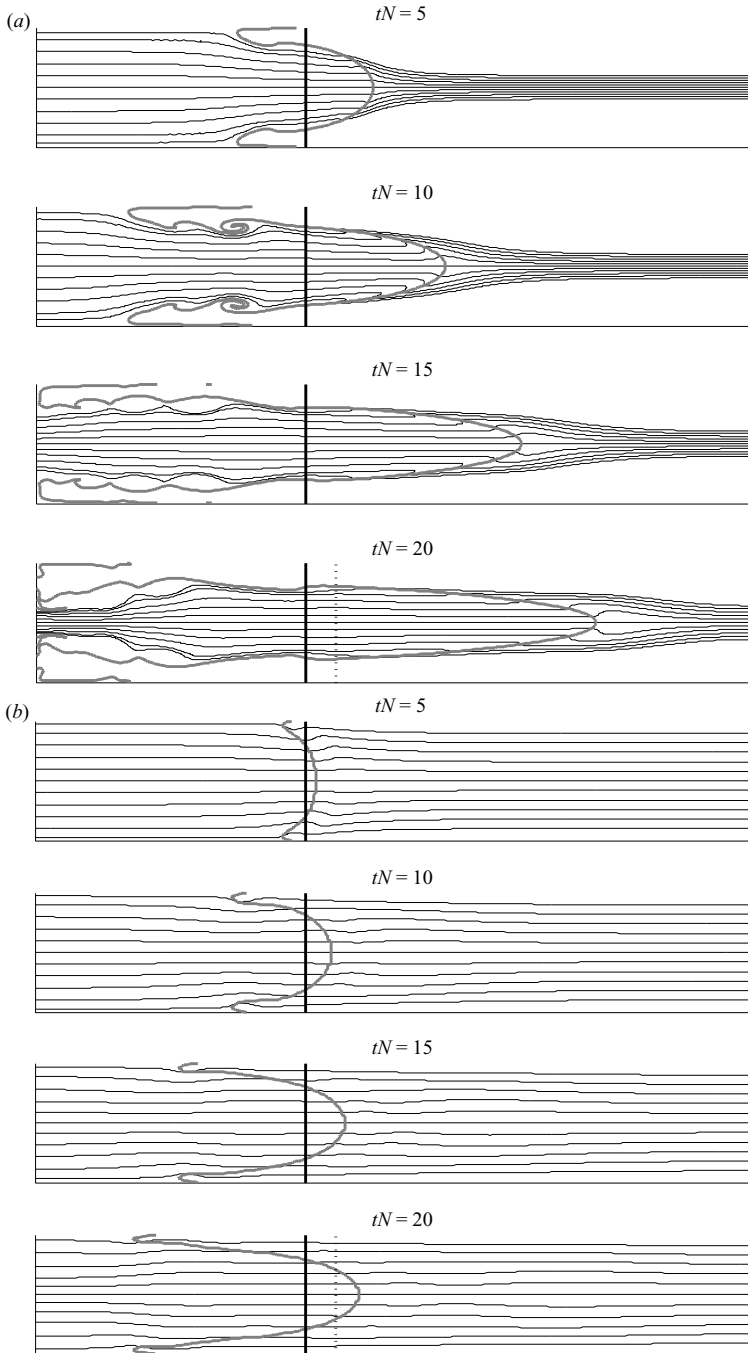 (a)
tN = 5
tN = 10
tN = 15
tN = 20
(b)
tN = 5
tN = 10
tN = 15
tN = 20